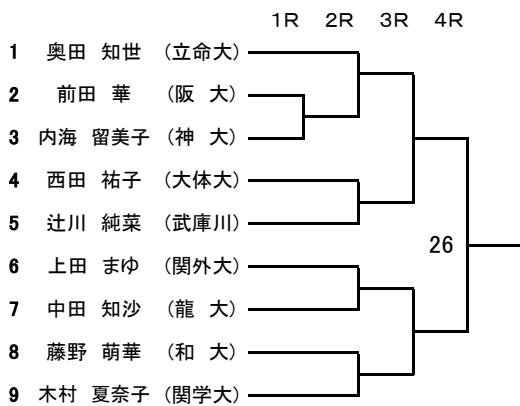 1R 2R 3R 4R
1 奥田 知世 (立命大)
2 前田 華 (阪 大)
3 内海 留美子 (神 大)
4 西田 祐子 (大体大)
5 辻川 純菜 (武庫川)
26
6 上田 まゆ (関外大)
7 中田 知沙 (龍 大)
8 藤野 萌華 (和 大)
9 木村 夏奈子 (関学大)